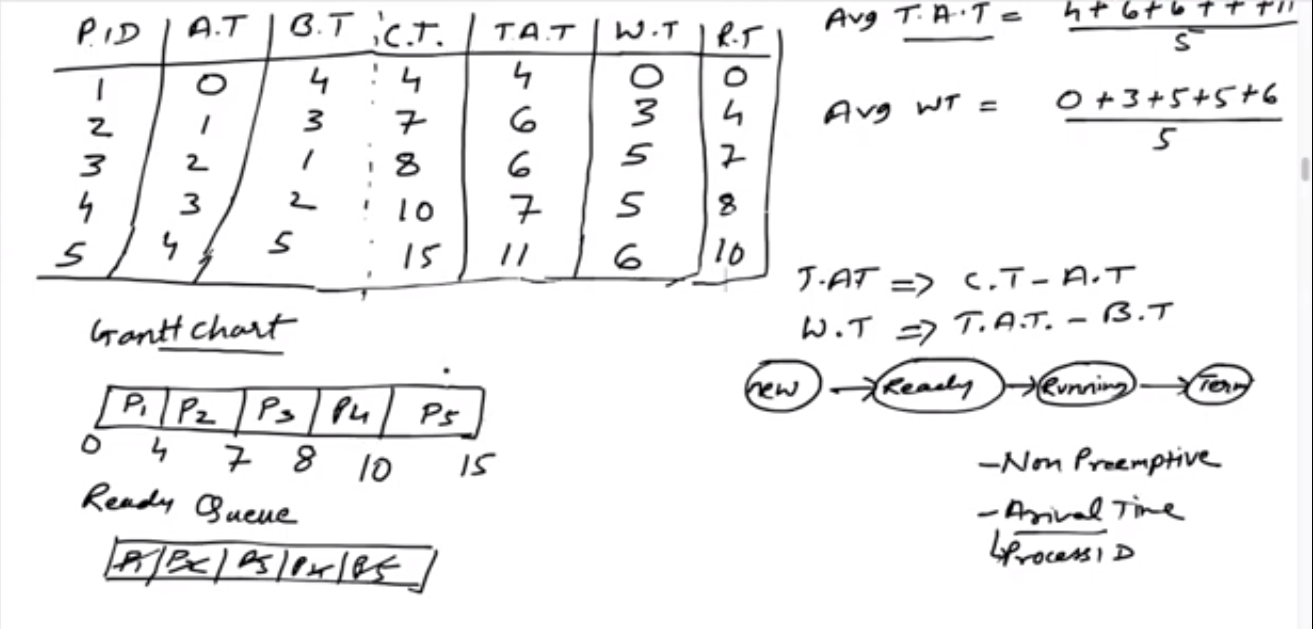 P.ID A.T B.T C.T. T.A.T W.T R.T
1 0 4 4 4 0 0
2 1 3 7 6 3 4
3 2 1 8 6 5 7
4 3 2 10 7 5 8
5 4 5 15 11 6 10
Avg T.A.T = 4+6+6+7+11
5
Avg WT = 0+3+5+5+6
5
T.AT => C.T - A.T
W.T => T.A.T. - B.T
Gantt chart
P1 P2 P3 P4 P5
0 4 7 8 10 15
Ready Queue
P1 P2 P3 P4 P5
new → Ready → Running → Term
- Non Preemptive
- Arival Time
↳ Process ID